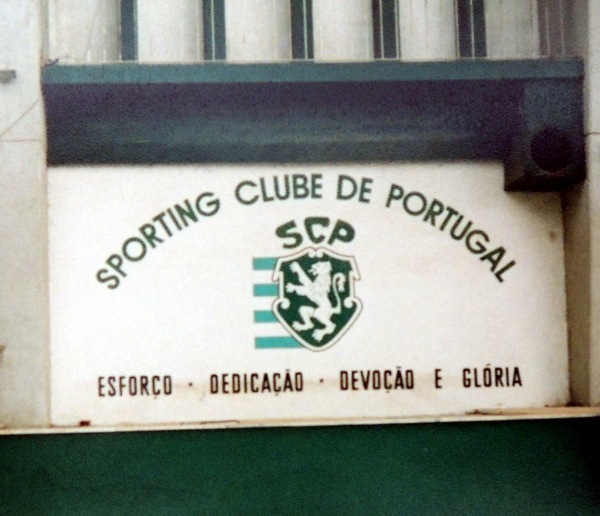 SPORTING CLUBE DE PORTUGAL
SCP
ESFORÇO · DEDICAÇÃO · DEVOÇÃO E GLÓRIA